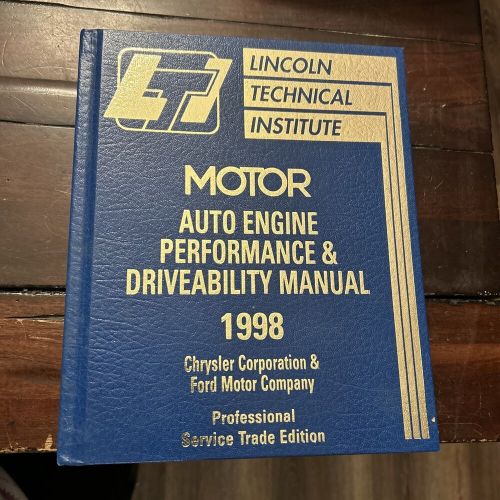 LTI
LINCOLN
TECHNICAL
INSTITUTE
MOTOR
AUTO ENGINE
PERFORMANCE &
DRIVEABILITY MANUAL
1998
Chrysler Corporation &
Ford Motor Company
Professional
Service Trade Edition